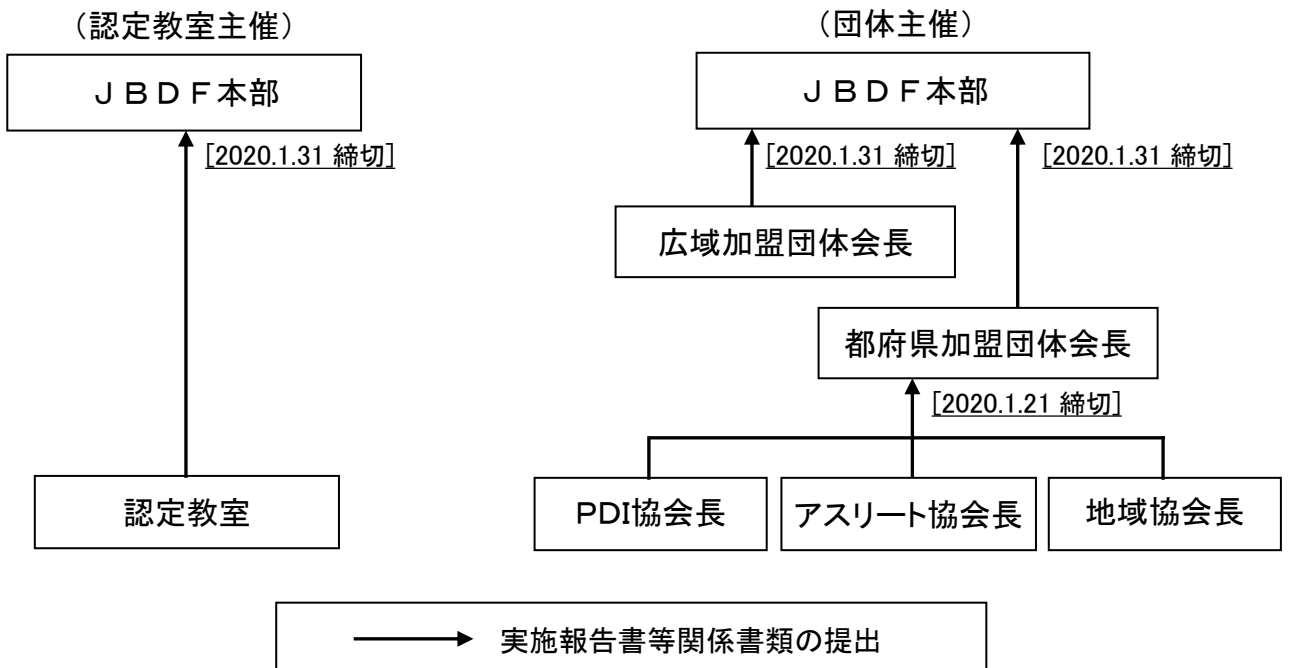 (認定教室主催)
JBDF本部
[2020.1.31 締切]
認定教室
(団体主催)
JBDF本部
[2020.1.31 締切]
[2020.1.31 締切]
広域加盟団体会長
都府県加盟団体会長
[2020.1.21 締切]
PDI協会長
アスリート協会長
地域協会長
実施報告書等関係書類の提出